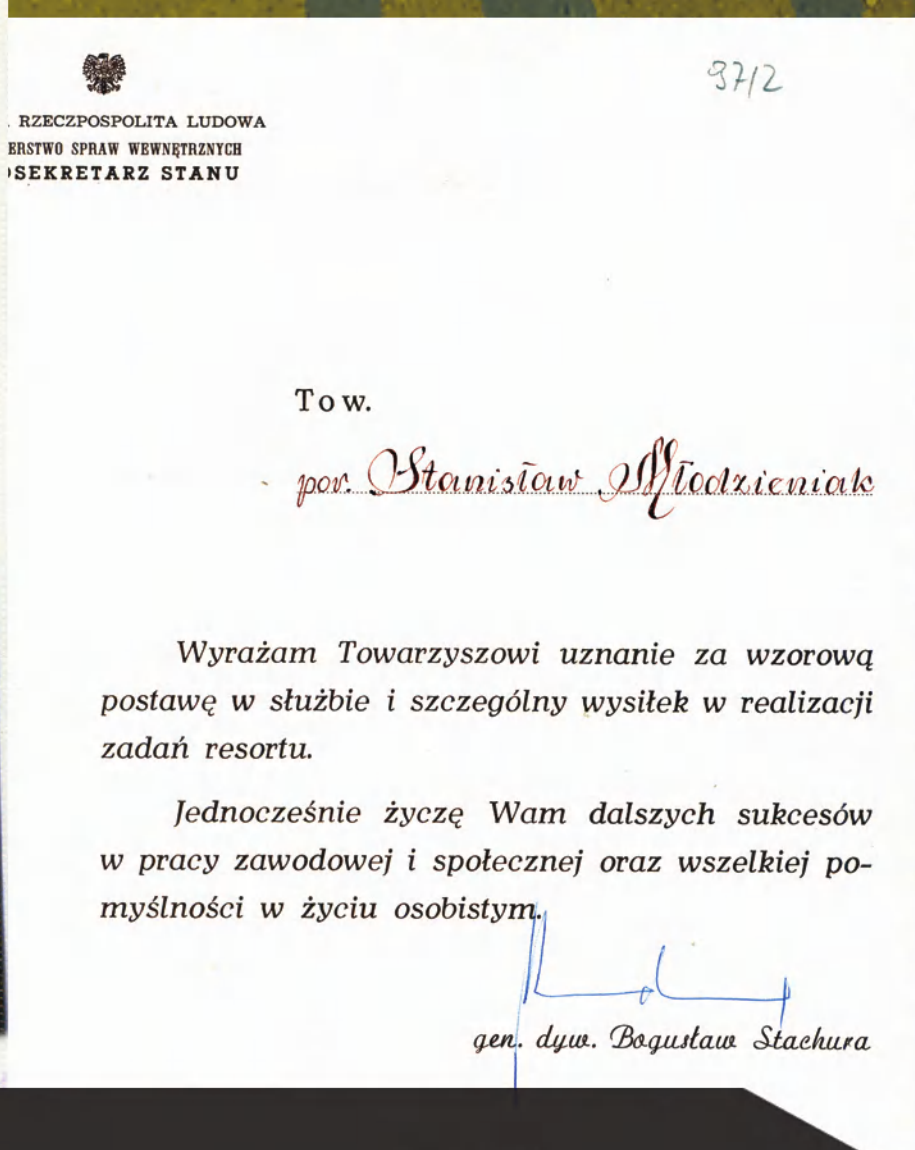 97/2
RZECZPOSPOLITA LUDOWA
ERSTWO SPRAW WEWNĘTRZNYCH
SEKRETARZ STANU
Tow.
por. Stanisław Młodzieniak
Wyrażam Towarzyszowi uznanie za wzorową
postawę w służbie i szczególny wysiłek w realizacji
zadań resortu.
Jednocześnie życzę Wam dalszych sukcesów
w pracy zawodowej i społecznej oraz wszelkiej po-
myślności w życiu osobistym.
gen. dyw. Bogusław Stachura